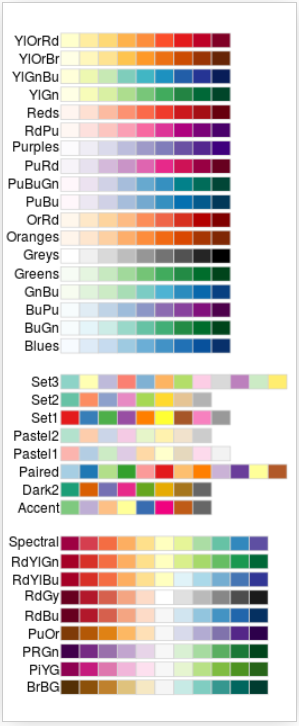 YlOrRd
YlOrBr
YlGnBu
YlGn
Reds
RdPu
Purples
PuRd
PuBuGn
PuBu
OrRd
Oranges
Greys
Greens
GnBu
BuPu
BuGn
Blues
Set3
Set2
Set1
Pastel2
Pastel1
Paired
Dark2
Accent
Spectral
RdYlGn
RdYlBu
RdGy
RdBu
PuOr
PRGn
PiYG
BrBG